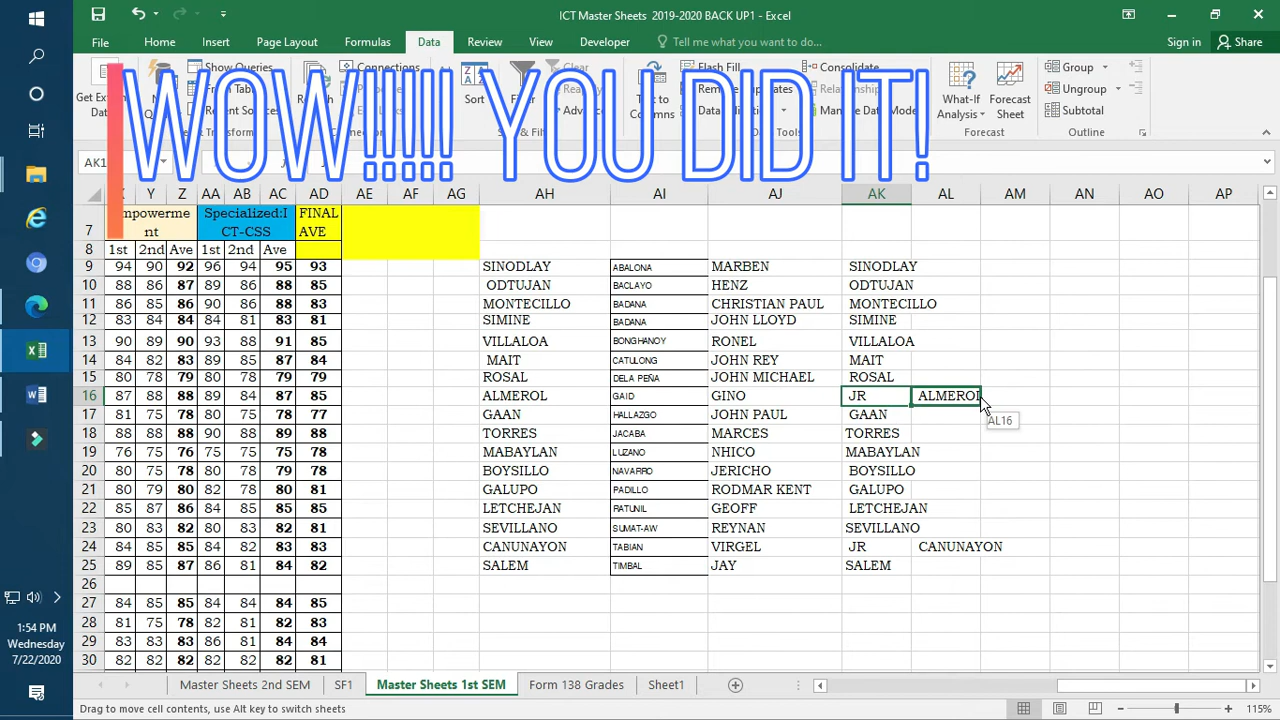 ICT Master Sheets 2019-2020 BACK UP1 - Excel
File Home Insert Page Layout Formulas Data Review View Developer Tell me what you want to do... Sign in Share
WOW!!!!! YOU DID IT!
Show Queries
Connections
Flash Fill
Consolidate
Group
Get External
Data
Sort
Text to
Columns
What-If
Analysis
Forecast
Sheet
Manage Data Model
Ungroup
Subtotal
Data Tools Forecast Outline
Y Z AA AB AC AD AE AF AG AH AI AJ AK AL AM AN AO AP
7 Specialized:I
CT-CSS FINAL
AVE
8 1st 2nd Ave 1st 2nd Ave
9 94 90 92 96 94 95 93 SINODLAY ABALONA MARBEN SINODLAY
10 88 86 87 89 86 88 85 ODTUJAN BACLAYO HENZ ODTUJAN
11 86 85 86 90 86 88 83 MONTECILLO BADANA CHRISTIAN PAUL MONTECILLO
12 83 84 84 84 81 83 81 SIMINE BADANA JOHN LLOYD SIMINE
13 90 89 90 93 88 91 85 VILLALOA BONGHANOY RONEL VILLALOA
14 84 82 83 89 85 87 84 MAIT CATULONG JOHN REY MAIT
15 80 78 79 80 78 79 79 ROSAL DELA PEÑA JOHN MICHAEL ROSAL
16 87 88 88 89 84 87 85 ALMEROL GAID GINO JR ALMEROL
AL16
17 81 75 78 80 75 78 77 GAAN HALLAZGO JOHN PAUL GAAN
18 88 88 88 90 88 89 84 TORRES JACABA MARCES TORRES
19 76 75 76 75 75 75 78 MABAYLAN LUZANO NHICO MABAYLAN
20 80 75 78 80 78 79 78 BOYSILLO NAVARRO JERICHO BOYSILLO
21 80 79 80 82 78 80 81 GALUPO PADILLO RODMAR KENT GALUPO
22 85 87 86 84 85 85 85 LETCHEJAN PATUNIL GEOFF LETCHEJAN
23 80 83 82 80 83 82 81 SEVILLANO SUMAT-AW REYNAN SEVILLANO
24 84 85 85 84 82 83 83 CANUNAYON TABIAN VIRGEL JR CANUNAYON
25 89 85 87 86 81 84 82 SALEM TIMBAL JAY SALEM
26
27 84 85 85 84 84 84 85
28 81 75 78 82 82 82 83
29 83 83 83 86 81 84 84
30 82 82 82 82 82 82 81
Master Sheets 2nd SEM SF1 Master Sheets 1st SEM Form 138 Grades Sheet1
Drag to move cell contents, use Alt key to switch sheets 115%
1:54 PM
Wednesday
7/22/2020